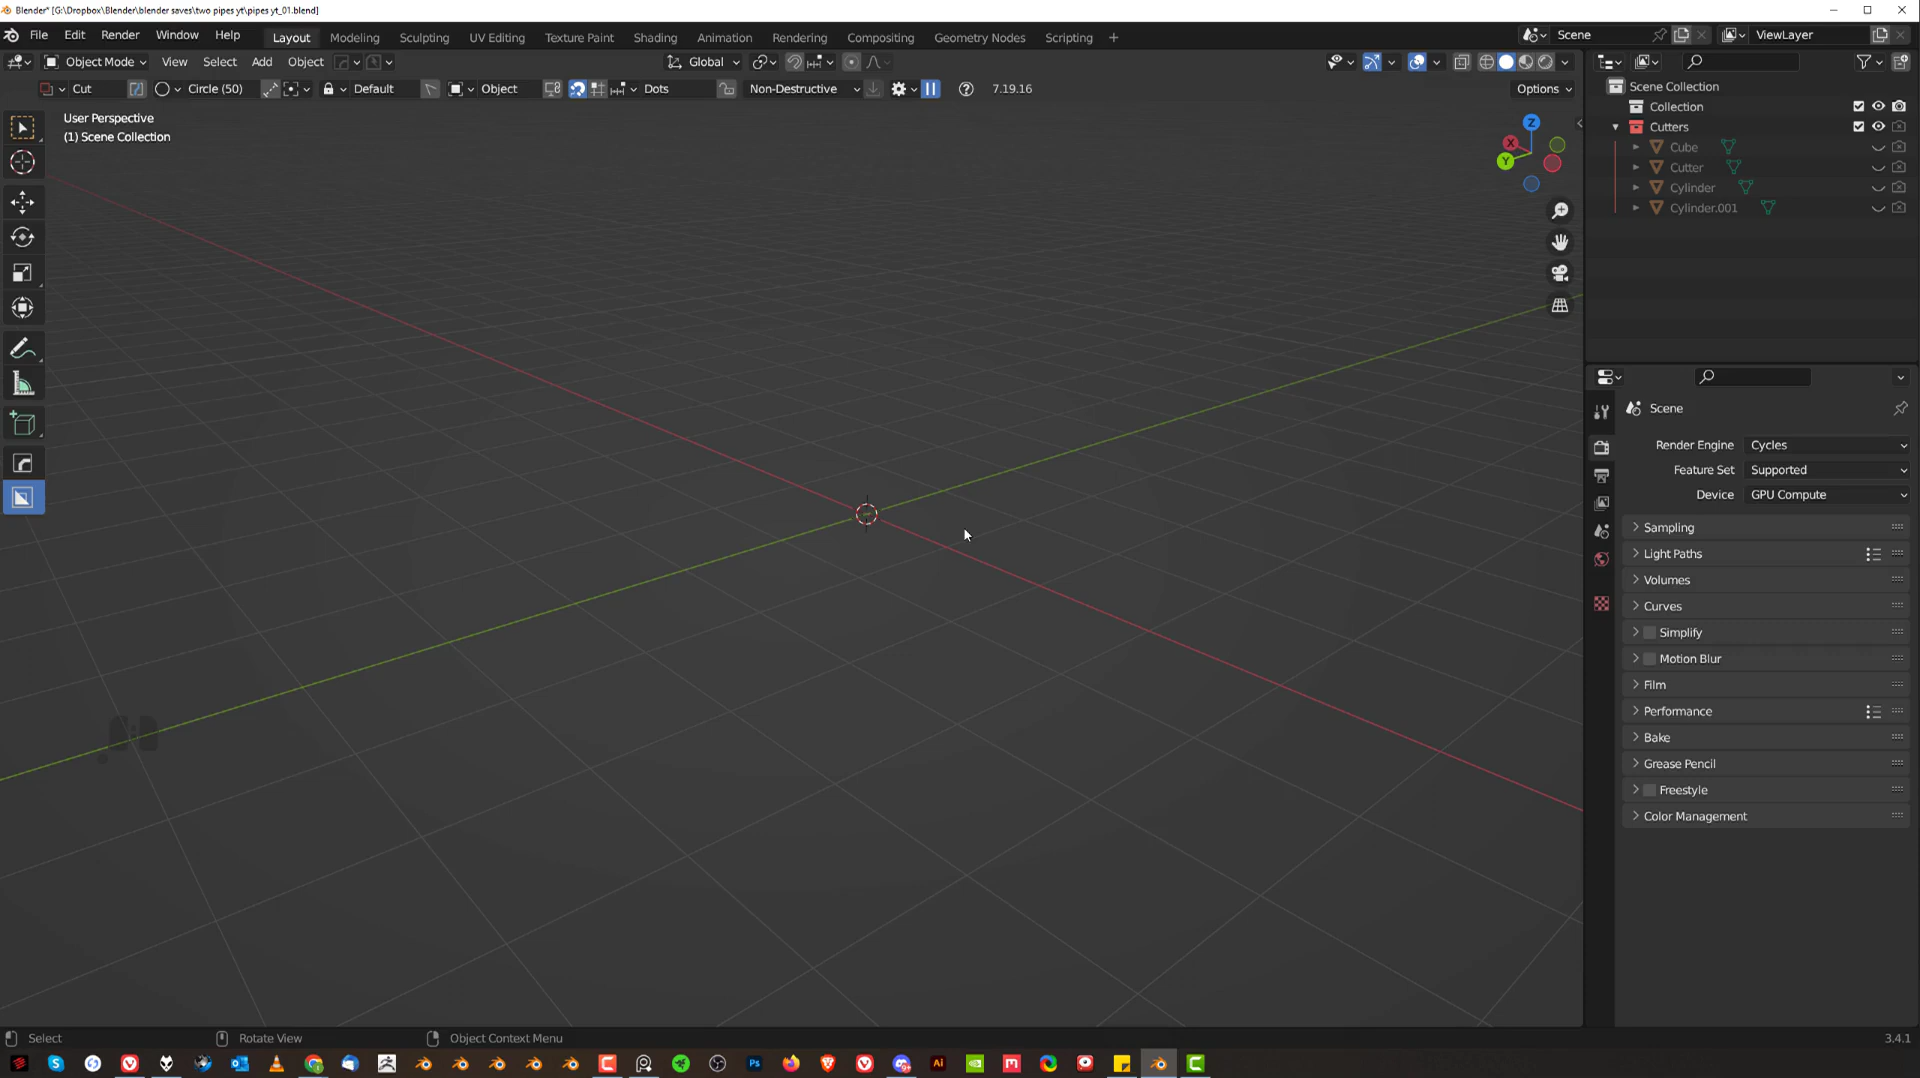 Blender* [G:\Dropbox\Blender\blender saves\two pipes yt\pipes yt_01.blend]
File Edit Render Window Help Layout Modeling Sculpting UV Editing Texture Paint Shading Animation Rendering Compositing Geometry Nodes Scripting + Scene ViewLayer
Object Mode View Select Add Object Global
Cut Circle (50) Default Object Dots Non-Destructive 7.19.16 Options
User Perspective
(1) Scene Collection
Z
X
Y
Scene Collection
Collection
Cutters
Cube
Cutter
Cylinder
Cylinder.001
Scene
Render Engine Cycles
Feature Set Supported
Device GPU Compute
Sampling
Light Paths
Volumes
Curves
Simplify
Motion Blur
Film
Performance
Bake
Grease Pencil
Freestyle
Color Management
Select Rotate View Object Context Menu 3.4.1